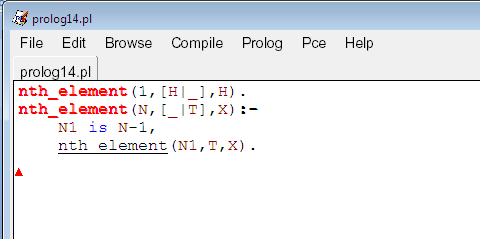 prolog14.pl
File Edit Browse Compile Prolog Pce Help
prolog14.pl
nth_element(1,[H|_],H).
nth_element(N,[_|T],X):-
    N1 is N-1,
    nth_element(N1,T,X).